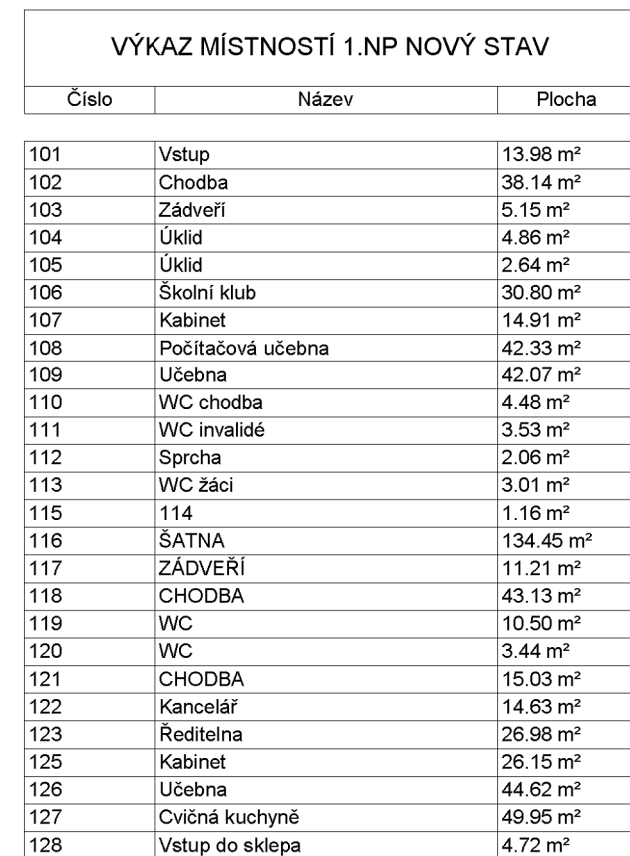 VÝKAZ MÍSTNOSTÍ 1.NP NOVÝ STAV
Číslo Název Plocha
101 Vstup 13.98 m²
102 Chodba 38.14 m²
103 Zádveří 5.15 m²
104 Úklid 4.86 m²
105 Úklid 2.64 m²
106 Školní klub 30.80 m²
107 Kabinet 14.91 m²
108 Počítačová učebna 42.33 m²
109 Učebna 42.07 m²
110 WC chodba 4.48 m²
111 WC invalidé 3.53 m²
112 Sprcha 2.06 m²
113 WC žáci 3.01 m²
115 114 1.16 m²
116 ŠATNA 134.45 m²
117 ZÁDVEŘÍ 11.21 m²
118 CHODBA 43.13 m²
119 WC 10.50 m²
120 WC 3.44 m²
121 CHODBA 15.03 m²
122 Kancelář 14.63 m²
123 Ředitelna 26.98 m²
125 Kabinet 26.15 m²
126 Učebna 44.62 m²
127 Cvičná kuchyně 49.95 m²
128 Vstup do sklepa 4.72 m²